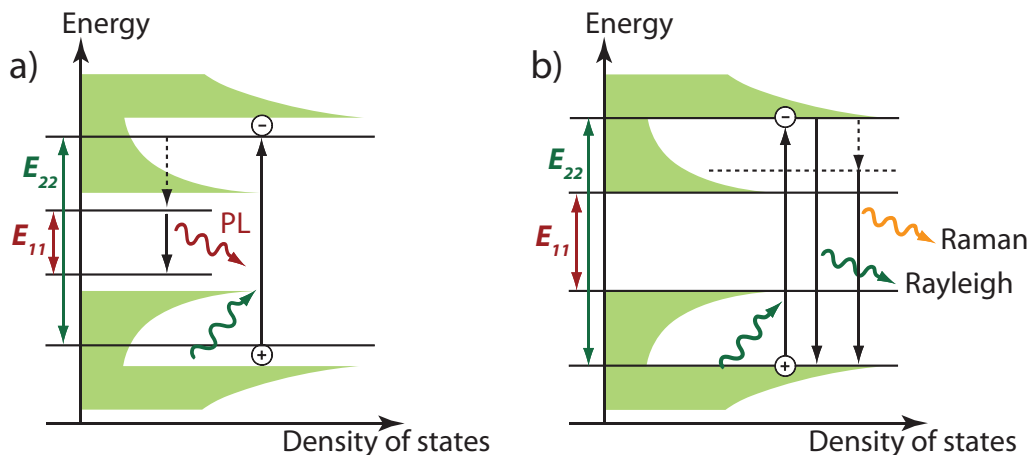 a)
Energy
E22
E11
PL
−
+
Density of states
b)
Energy
E22
E11
−
+
Raman
Rayleigh
Density of states